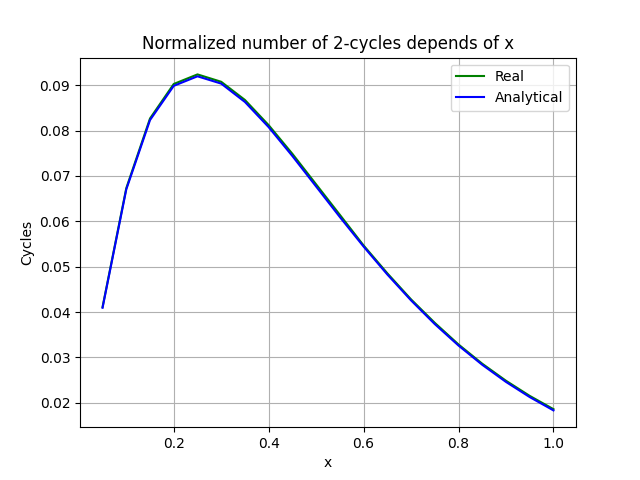 Normalized number of 2-cycles depends of x
Real
Analytical
0.09
0.08
0.07
0.06
0.05
0.04
0.03
0.02
Cycles
0.2 0.4 0.6 0.8 1.0
x